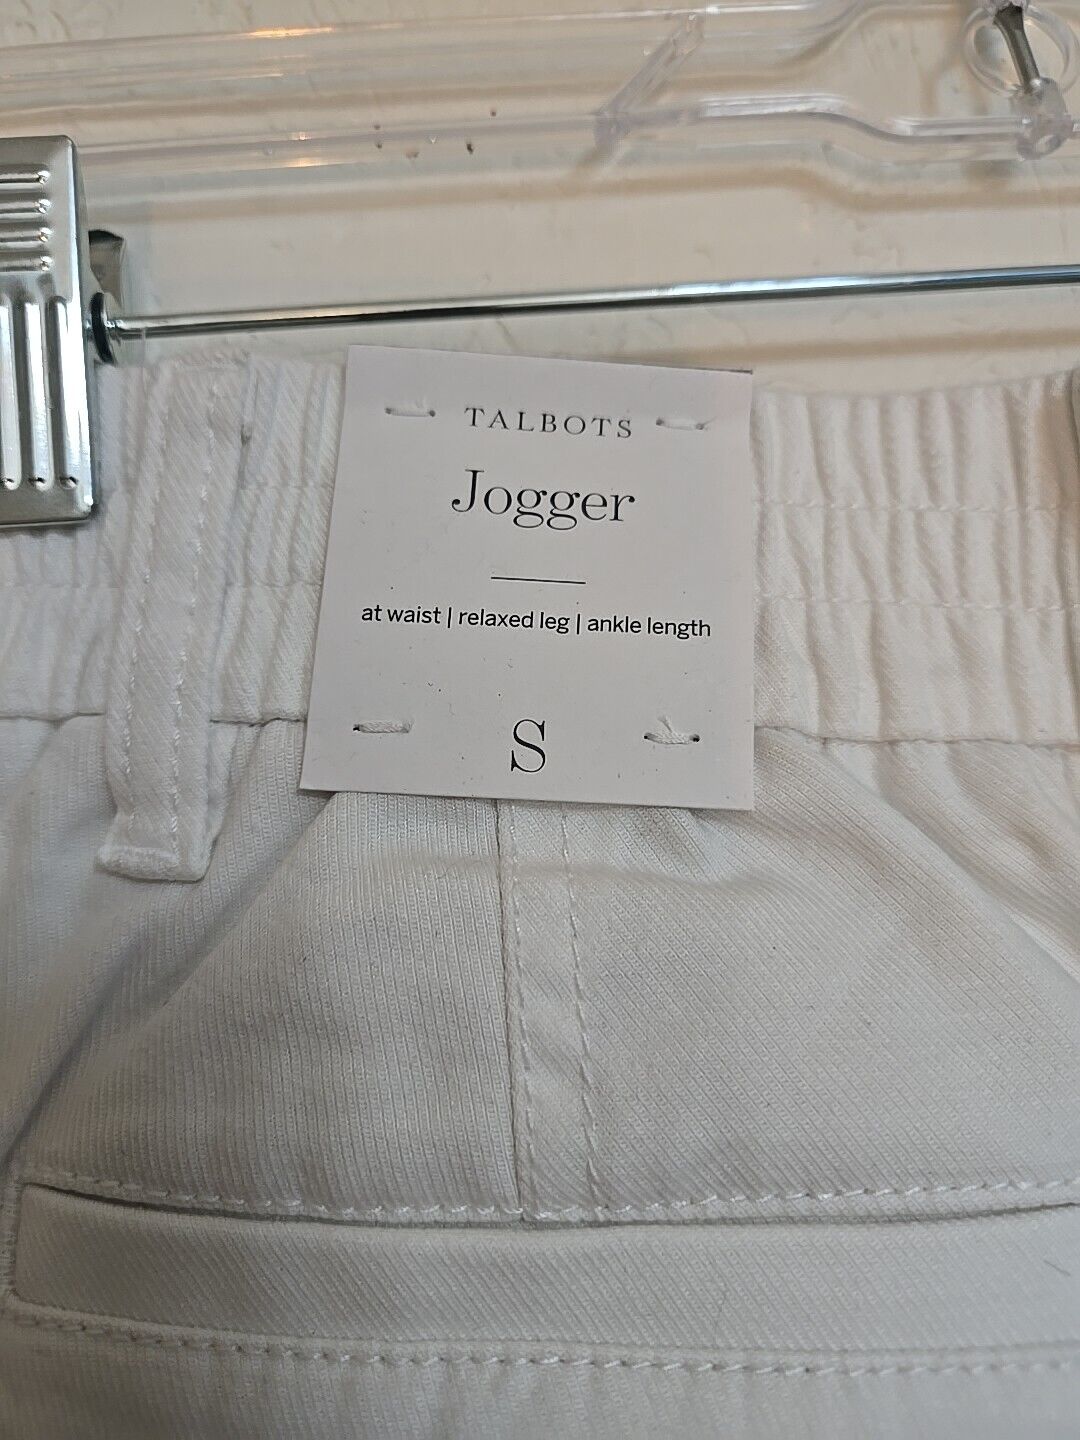 TALBOTS
Jogger
at waist | relaxed leg | ankle length
S